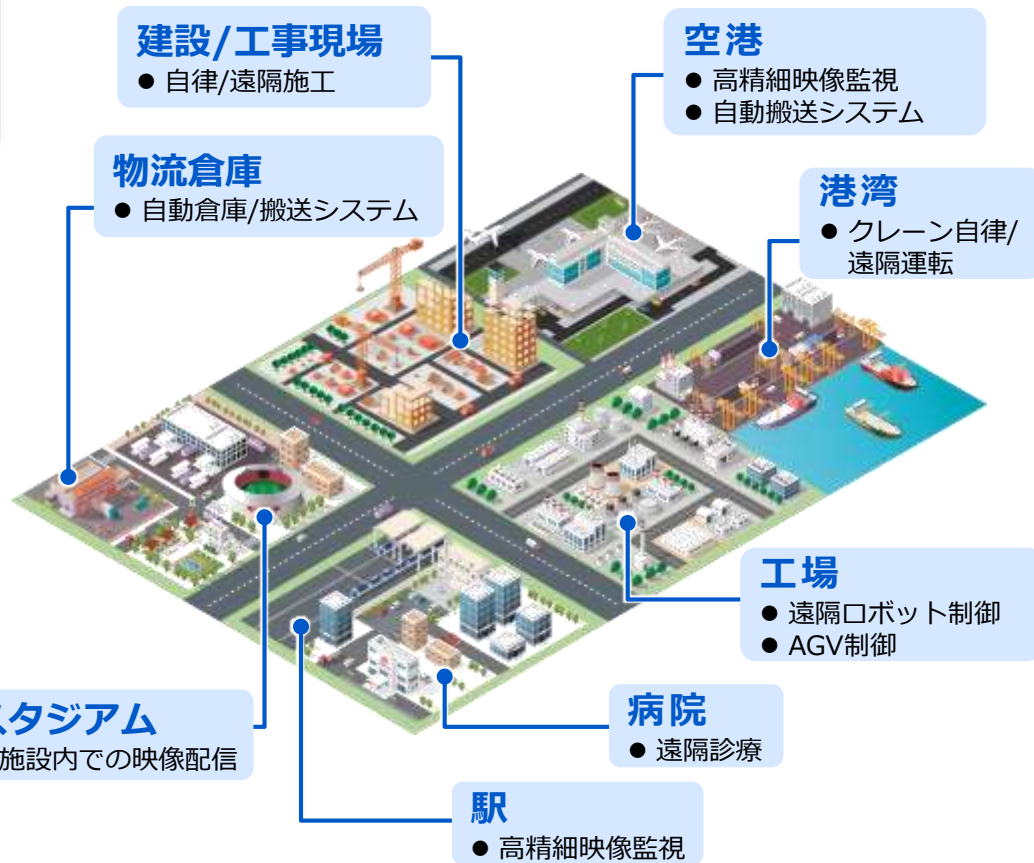 建設/工事現場
● 自律/遠隔施工
空港
● 高精細映像監視
● 自動搬送システム
物流倉庫
● 自動倉庫/搬送システム
港湾
● クレーン自律/
遠隔運転
工場
● 遠隔ロボット制御
● AGV制御
スタジアム
施設内での映像配信
病院
● 遠隔診療
駅
● 高精細映像監視